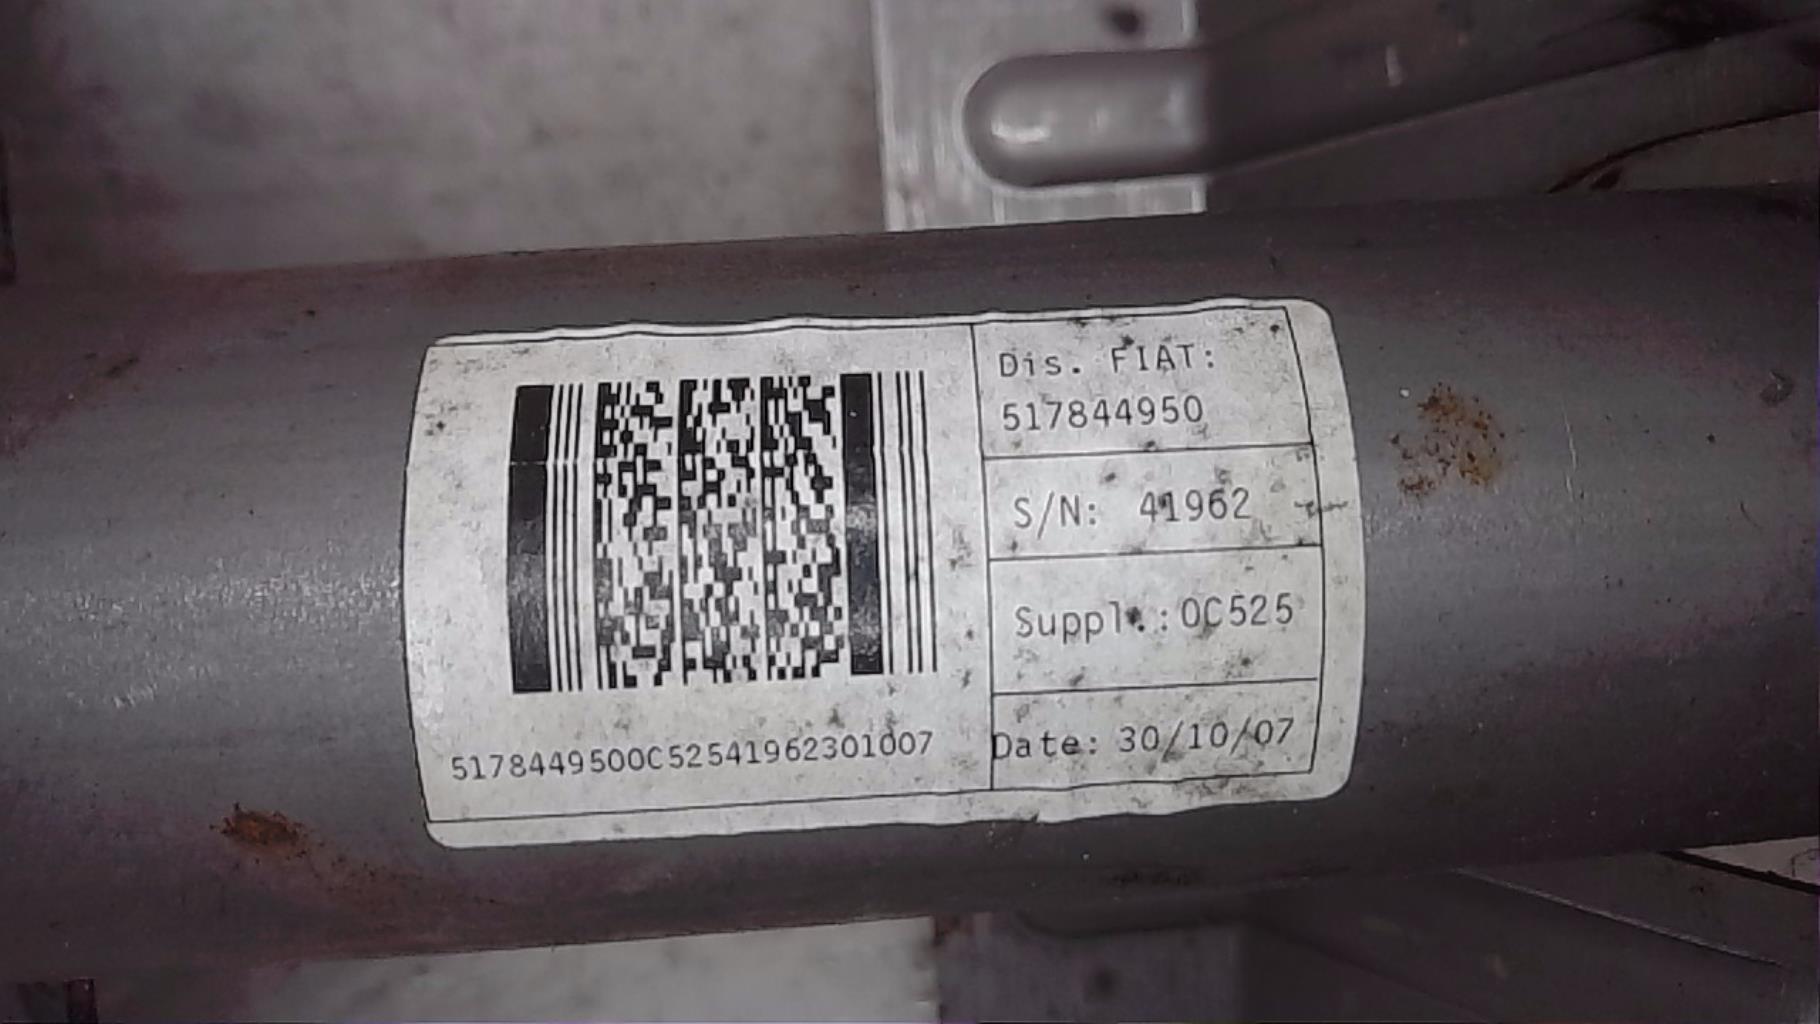 Dis. FIAT:
517844950
S/N: 41962
Suppl.:0C525
Date: 30/10/07
5178449500C52541962301007